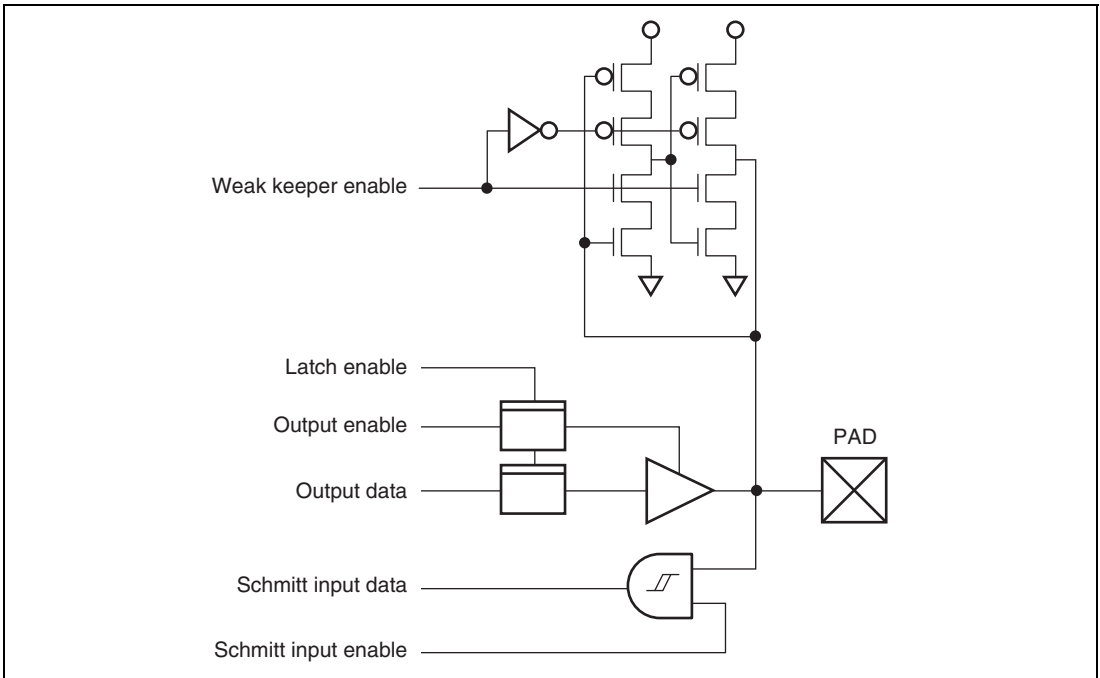 Weak keeper enable
Latch enable
Output enable
PAD
Output data
Schmitt input data
Schmitt input enable